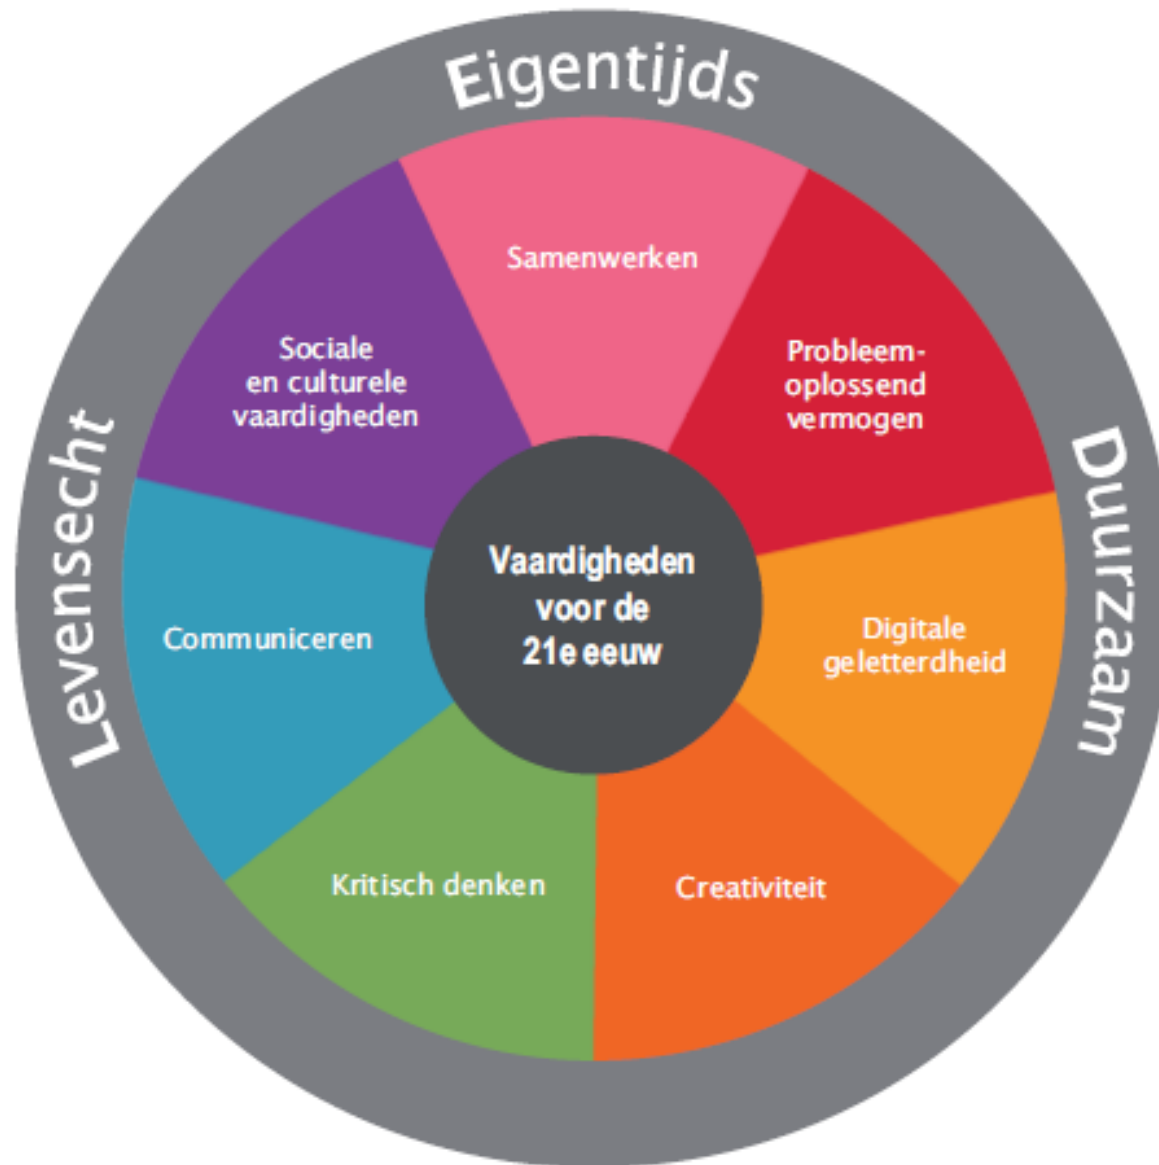 Eigentijds
Samenwerken
Probleem-
oplossend
vermogen
Duurzaam
Digitale
geletterdheid
Creativiteit
Kritisch denken
Communiceren
Levensecht
Sociale
en culturele
vaardigheden
Vaardigheden
voor de
21e eeuw